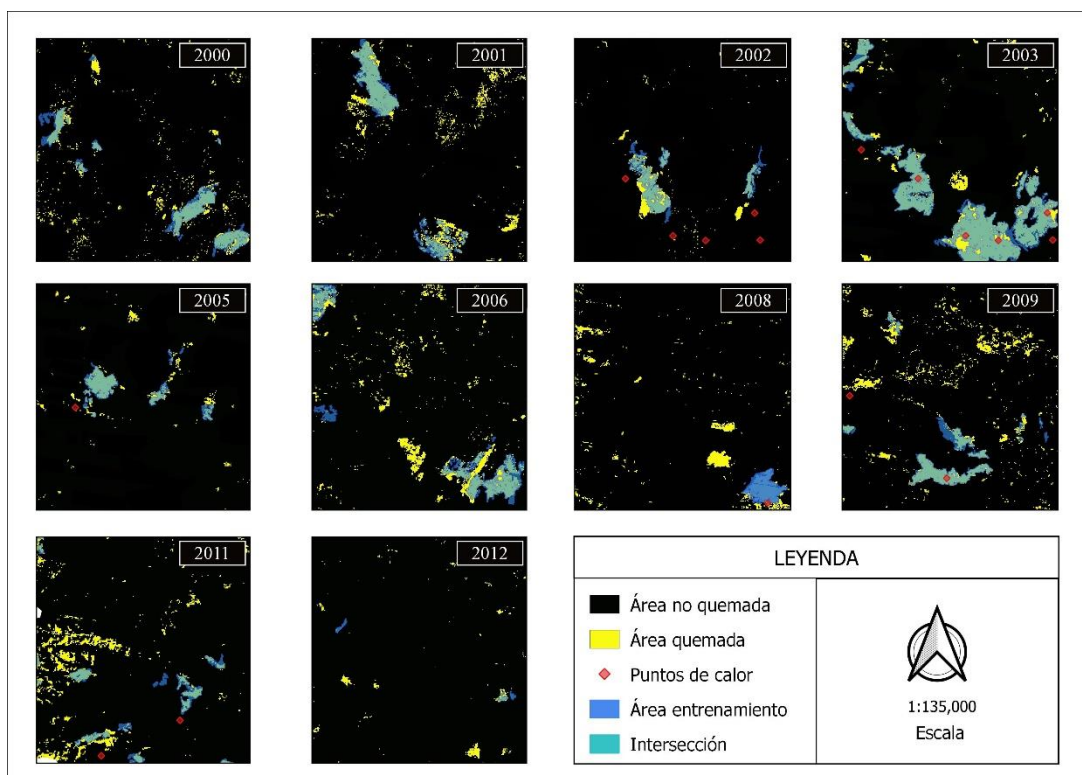 2000
2001
2002
2003
2005
2006
2008
2009
2011
2012
LEYENDA
Área no quemada
Área quemada
Puntos de calor
Área entrenamiento
Intersección
1:135,000
Escala